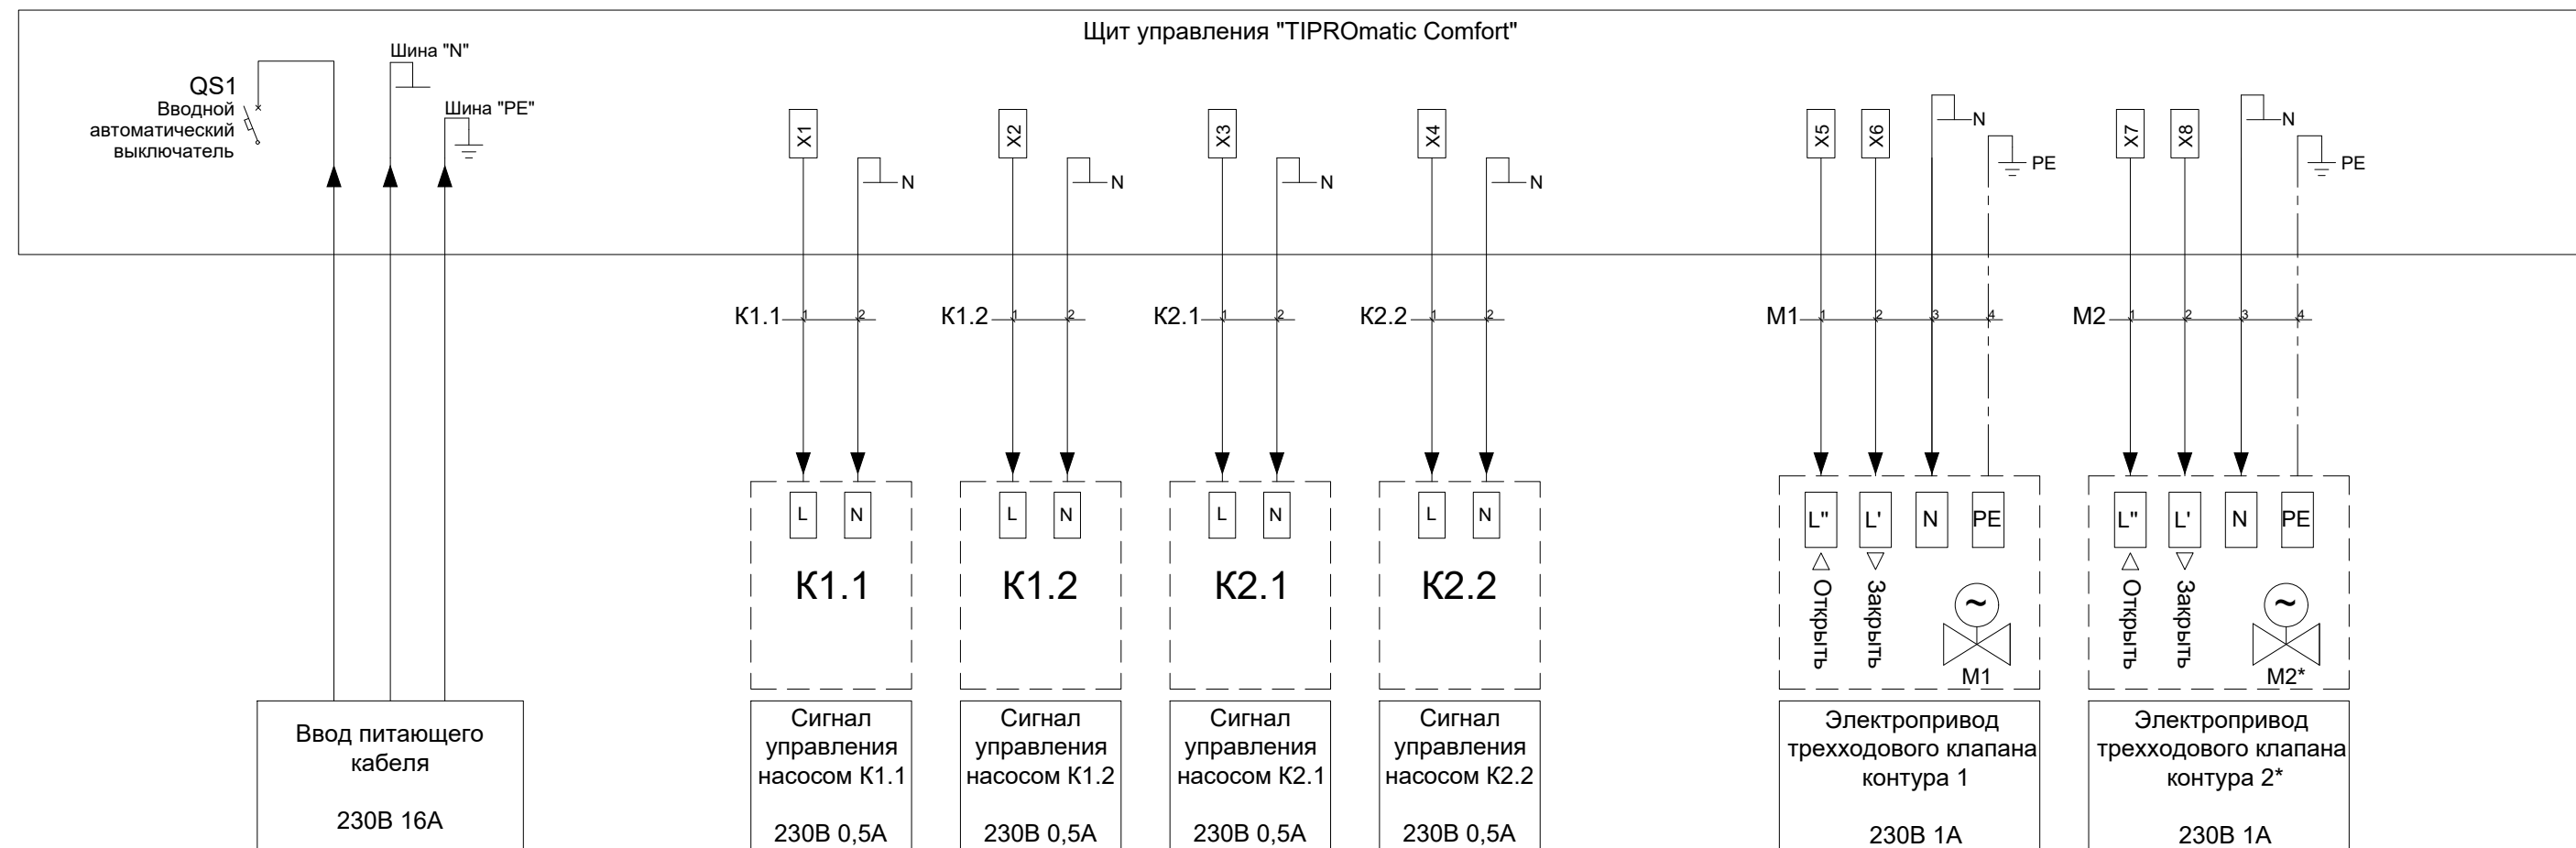 Щит управления "TIPROmatic Comfort"
QS1
Вводной
автоматический
выключатель
Шина "N"
Шина "PE"
X1
N
X2
N
X3
N
X4
N
X5
X6
N
PE
X7
X8
N
PE
К1.1
1
2
К1.2
1
2
К2.1
1
2
К2.2
1
2
М1
1
2
3
4
М2
1
2
3
4
L
N
К1.1
L
N
К1.2
L
N
К2.1
L
N
К2.2
L"
L'
N
PE
Открыть
Закрыть
~
М1
L"
L'
N
PE
Открыть
Закрыть
~
М2*
Ввод питающего
кабеля
230В 16А
Сигнал
управления
насосом К1.1
230В 0,5А
Сигнал
управления
насосом К1.2
230В 0,5А
Сигнал
управления
насосом К2.1
230В 0,5А
Сигнал
управления
насосом К2.2
230В 0,5А
Электропривод
трехходового клапана
контура 1
230В 1А
Электропривод
трехходового клапана
контура 2*
230В 1А